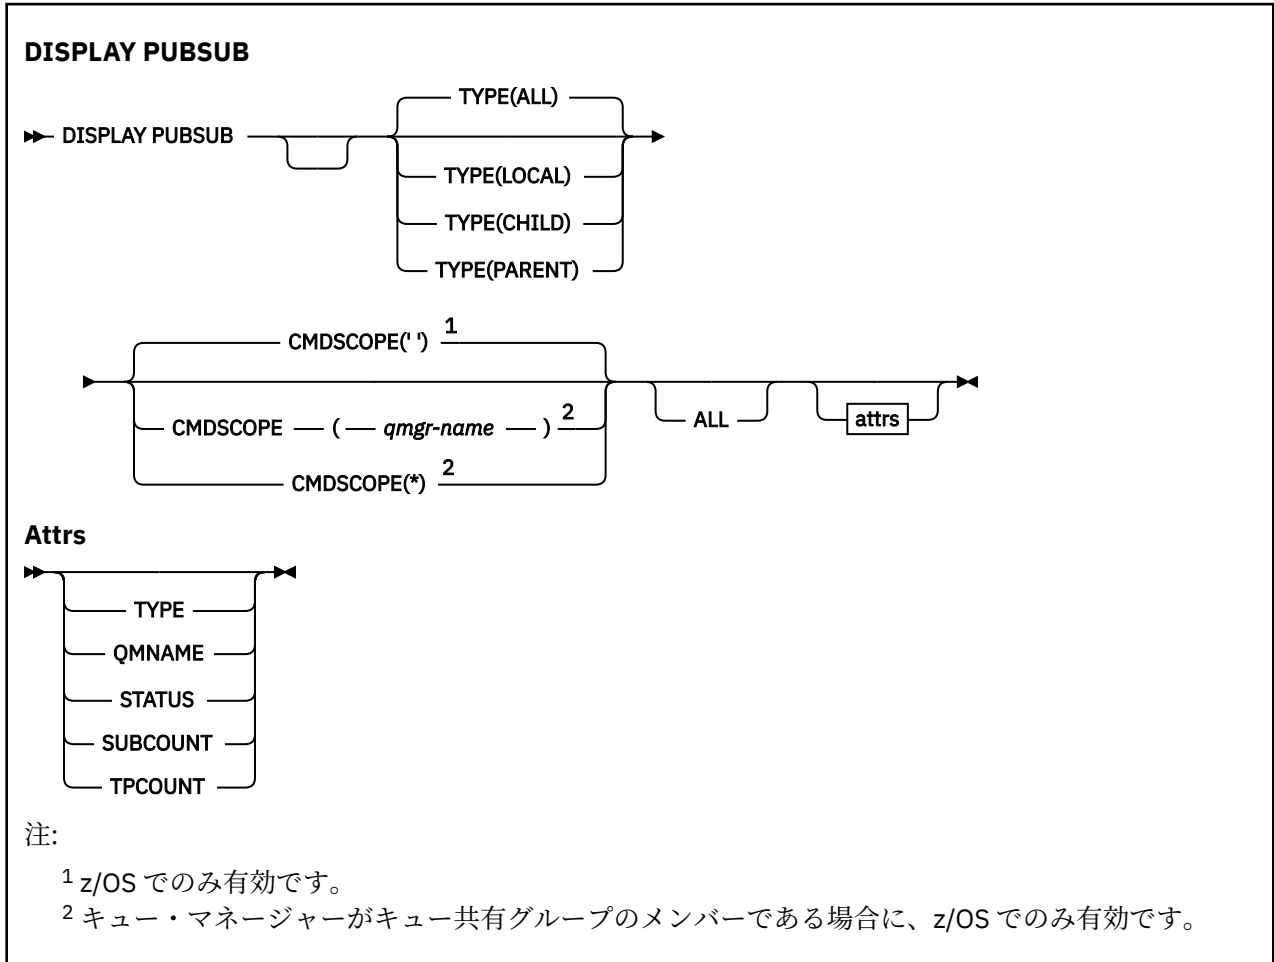 DISPLAY PUBSUB
TYPE(ALL)
DISPLAY PUBSUB
TYPE(LOCAL)
TYPE(CHILD)
TYPE(PARENT)
CMDSCOPE(' ') 1
CMDSCOPE ( qmgr-name ) 2
ALL
attrs
CMDSCOPE(*) 2
Attrs
TYPE
QMNAME
STATUS
SUBCOUNT
TPCOUNT
注:
1 z/OS でのみ有効です。
2 キュー・マネージャーがキュー共有グループのメンバーである場合に、z/OS でのみ有効です。